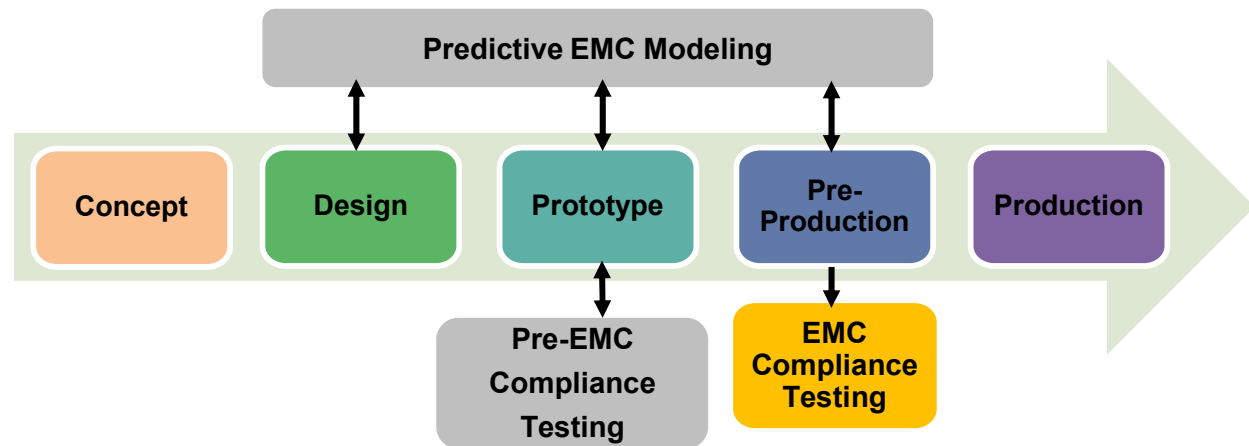 Predictive EMC Modeling
Concept
Design
Prototype
Pre-
Production
Production
Pre-EMC
Compliance
Testing
EMC
Compliance
Testing